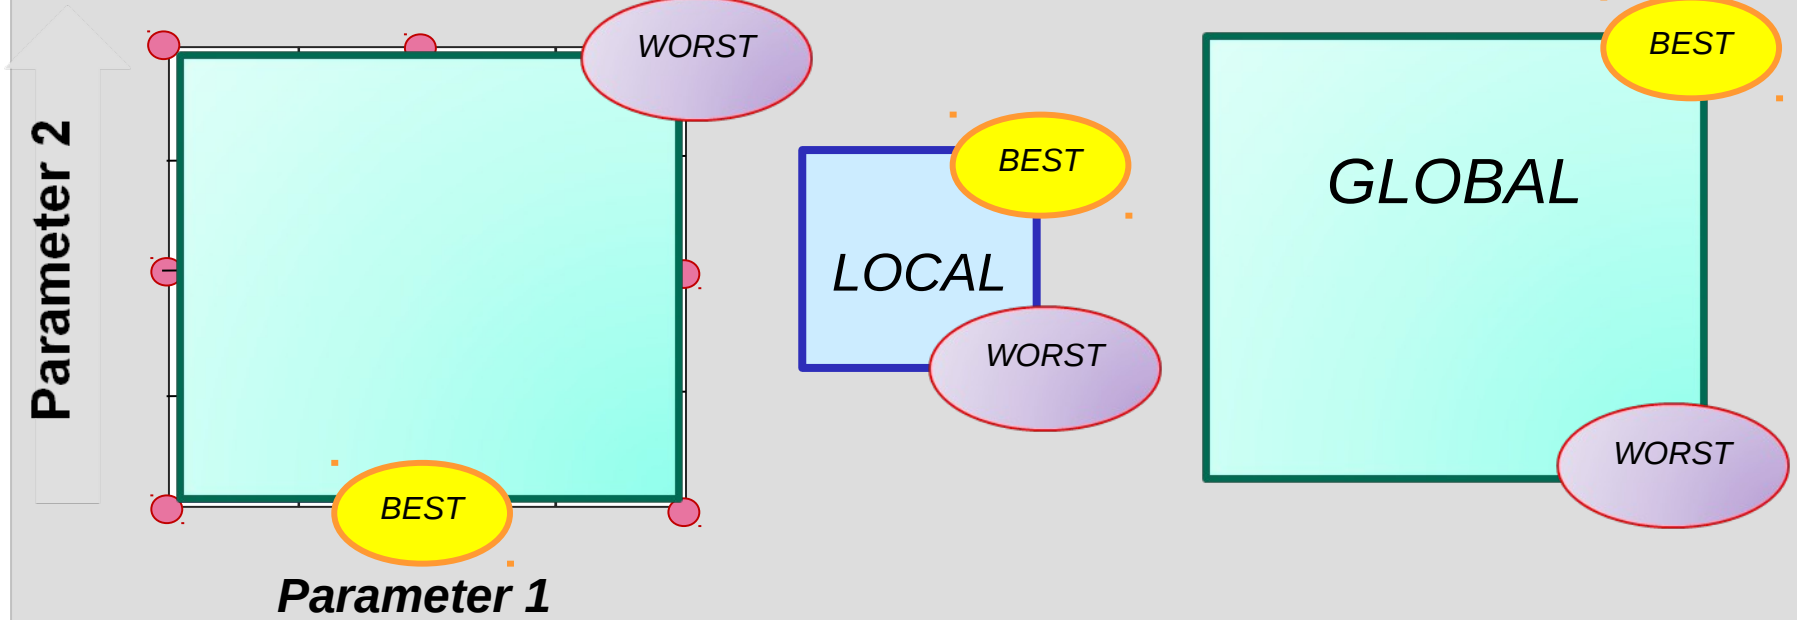 Parameter 2
WORST
BEST
Parameter 1
BEST
LOCAL
WORST
BEST
GLOBAL
WORST